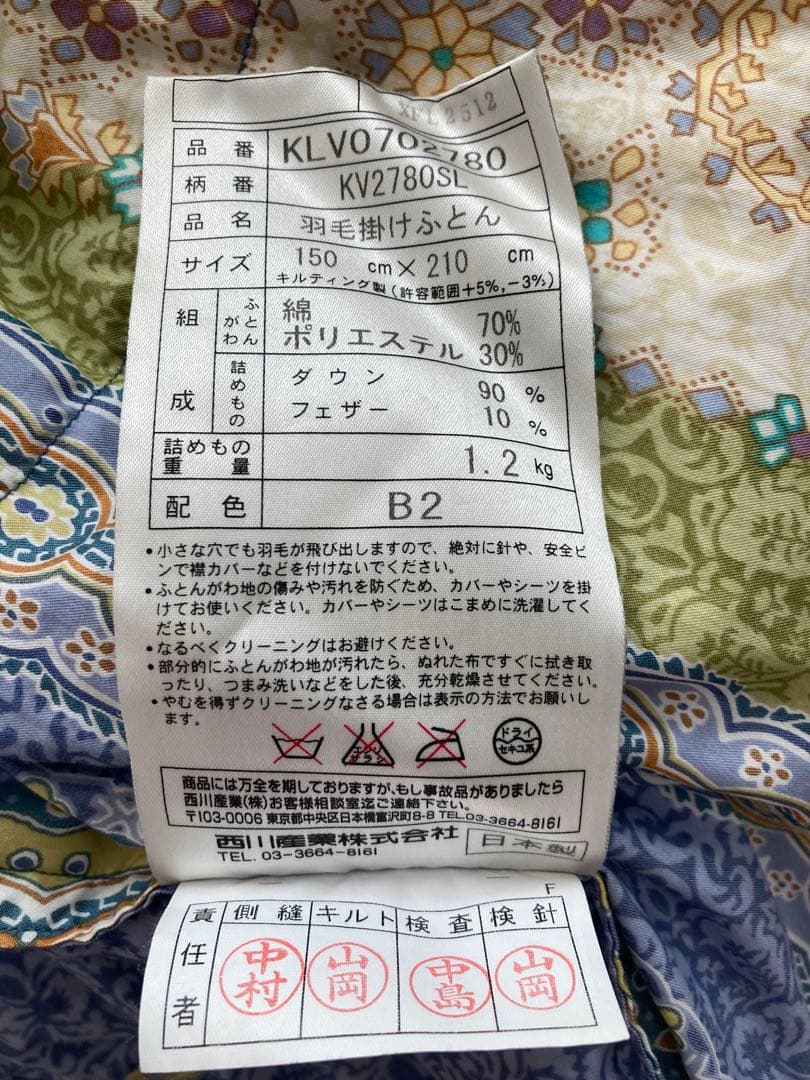 XFL2512
品番 KLV0702780
柄番 KV2780SL
品名 羽毛掛けふとん
サイズ 150 cm × 210 cm
キルティング製(許容範囲+5%,-3%)
組成 ふとんがわ 綿 70%
ポリエステル 30%
詰めもの ダウン 90 %
フェザー 10 %
詰めもの重量 1.2 kg
配色 B2
•小さな穴でも羽毛が飛び出しますので、絶対に針や、安全ピ
ンで襟カバーなどを付けないでください。
•ふとんがわ地の傷みや汚れを防ぐため、カバーやシーツを掛
けてお使いください。カバーやシーツはこまめに洗濯してく
ださい。
•なるべくクリーニングはお避けください。
•部分的にふとんがわ地が汚れたら、ぬれた布ですぐに拭き取
ったり、つまみ洗いなどをした後、充分乾燥させてください。
•やむを得ずクリーニングなさる場合は表示の方法でお願いし
ます。
エンソサラシ
ドライ
セキユ系
商品には万全を期しておりますが、もし事故品がありましたら
西川産業(株)お客様相談室迄ご連絡下さい。
〒103-0006 東京都中央区日本橋富沢町8-8 TEL.03-3664-8161
西川産業株式会社
TEL. 03-3664-8161
日本製
F
責任者 側縫 キルト 検査 検針
中村 山岡 中島 山岡